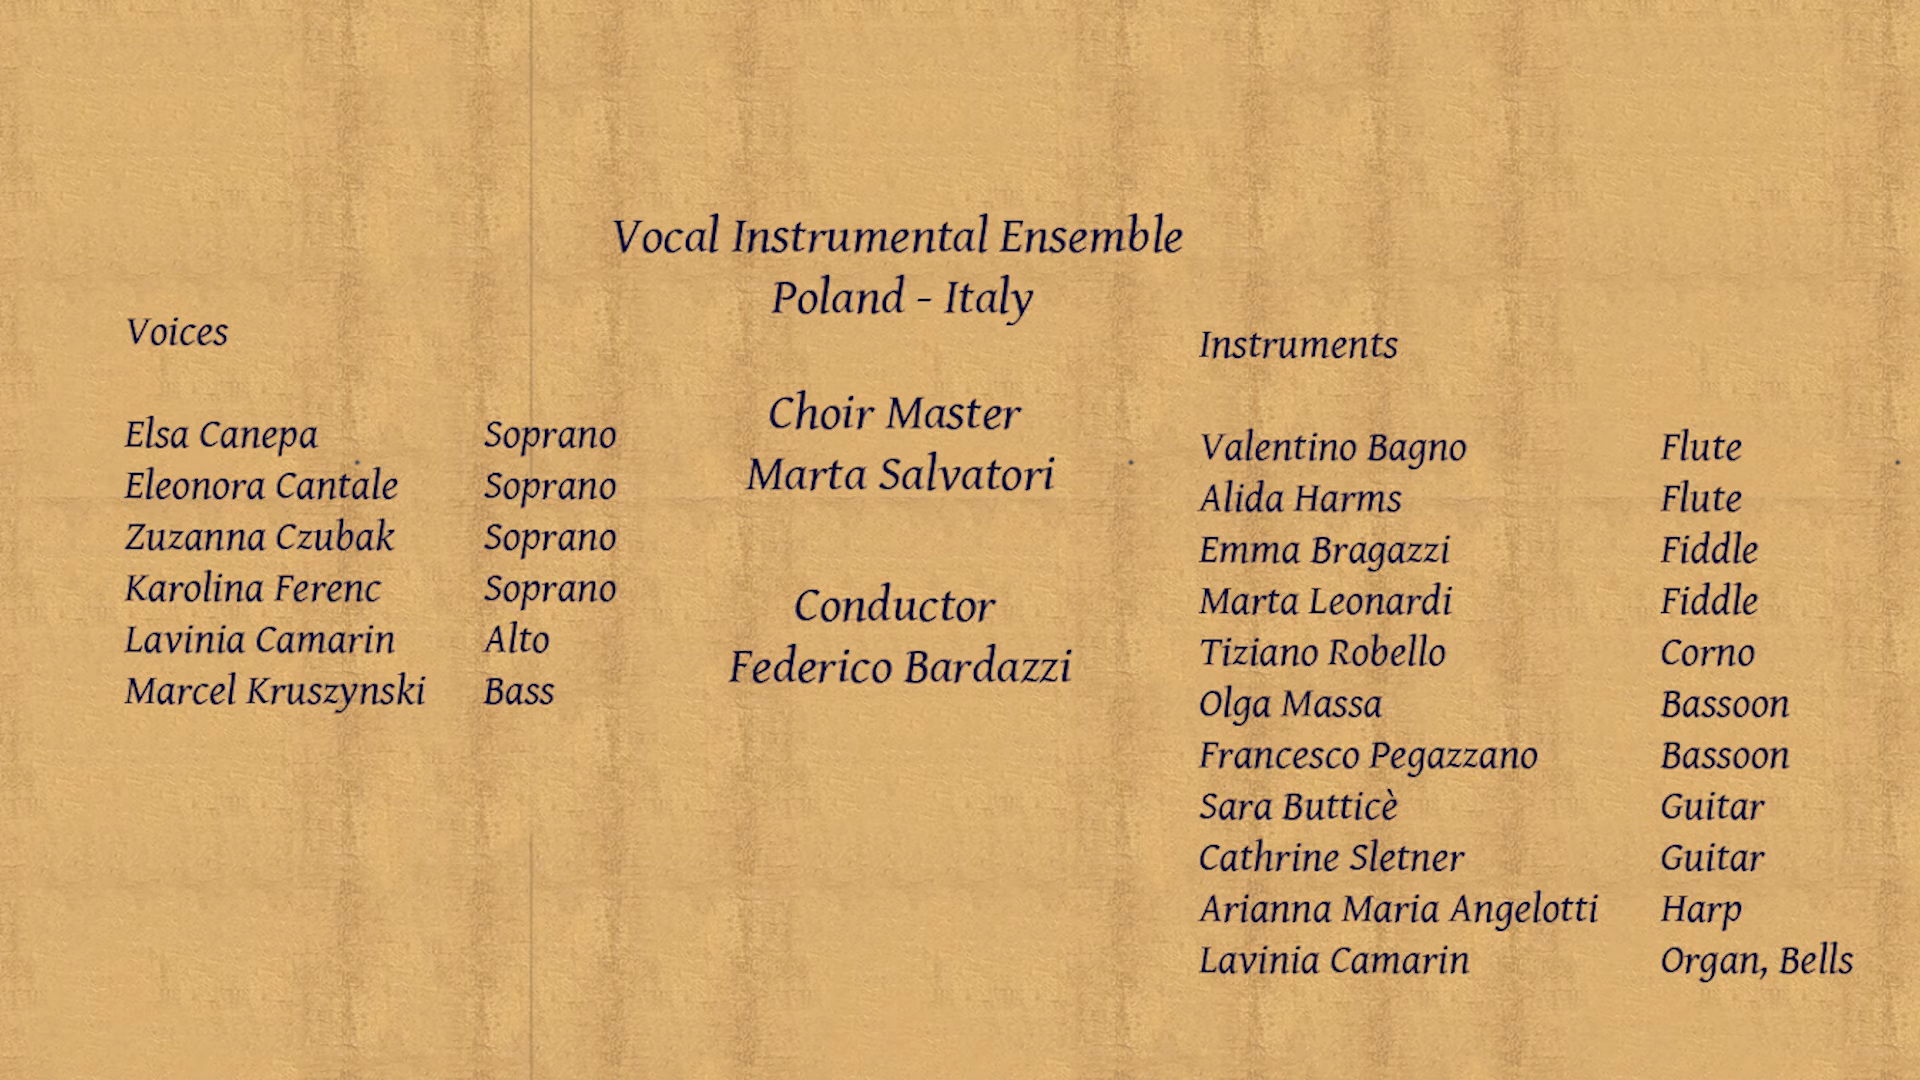 Vocal Instrumental Ensemble
Poland - Italy
Voices
Elsa Canepa Soprano
Eleonora Cantale Soprano
Zuzanna Czubak Soprano
Karolina Ferenc Soprano
Lavinia Camarin Alto
Marcel Kruszynski Bass
Choir Master
Marta Salvatori
Conductor
Federico Bardazzi
Instruments
Valentino Bagno Flute
Alida Harms Flute
Emma Bragazzi Fiddle
Marta Leonardi Fiddle
Tiziano Robello Corno
Olga Massa Bassoon
Francesco Pegazzano Bassoon
Sara Butticè Guitar
Cathrine Sletner Guitar
Arianna Maria Angelotti Harp
Lavinia Camarin Organ, Bells